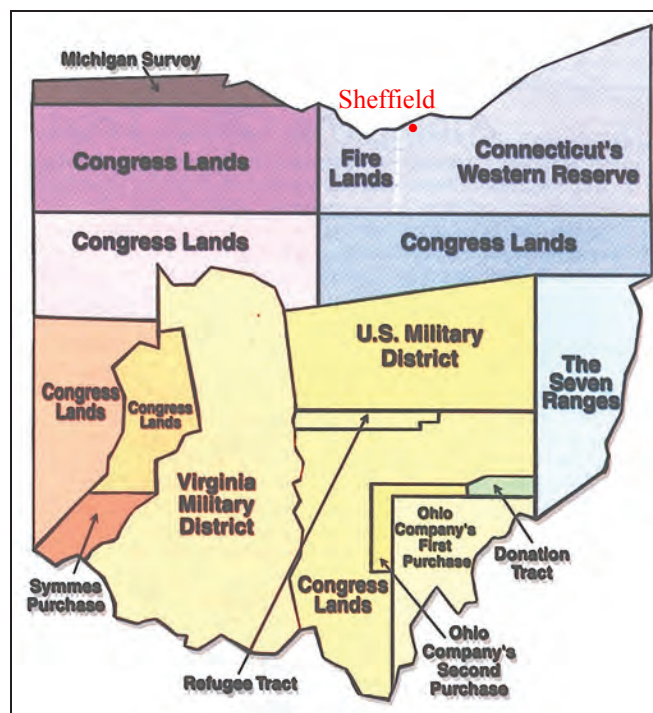 Michigan Survey
Sheffield
Congress Lands
Fire
Lands
Connecticut's
Western Reserve
Congress Lands
Congress Lands
U.S. Military
District
The
Seven
Ranges
Congress
Lands
Congress
Lands
Virginia
Military
District
Ohio
Company's
First
Purchase
Donation
Tract
Symmes
Purchase
Congress
Lands
Ohio
Company's
Second
Purchase
Refugee Tract